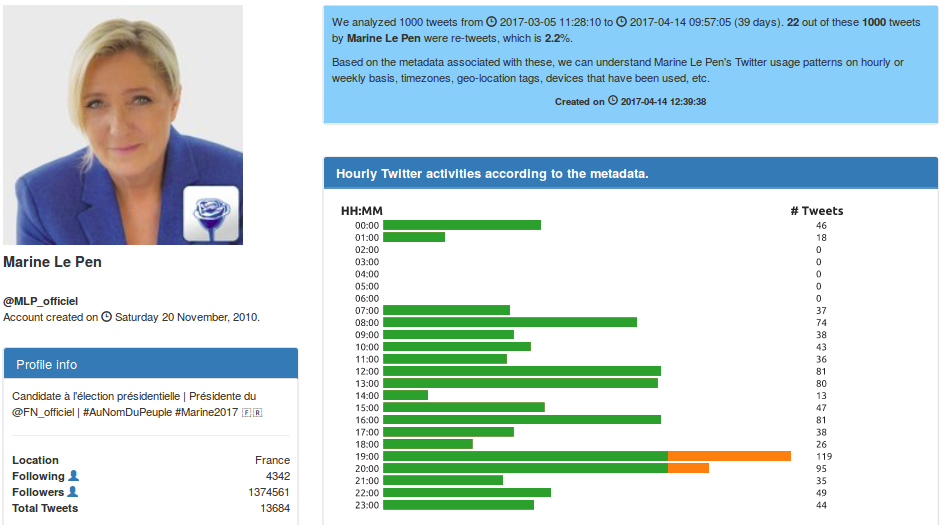 Marine Le Pen
@MLP_officiel
Account created on Saturday 20 November, 2010.
Profile info
Candidate à l'élection présidentielle | Présidente du
@FN_officiel | #AuNomDuPeuple #Marine2017 🇫🇷
Location France
Following 4342
Followers 1374561
Total Tweets 13684
We analyzed 1000 tweets from 2017-03-05 11:28:10 to 2017-04-14 09:57:05 (39 days). 22 out of these 1000 tweets
by Marine Le Pen were re-tweets, which is 2.2%.
Based on the metadata associated with these, we can understand Marine Le Pen's Twitter usage patterns on hourly or
weekly basis, timezones, geo-location tags, devices that have been used, etc.
Created on 2017-04-14 12:39:38
Hourly Twitter activities according to the metadata.
HH:MM # Tweets
00:00 46
01:00 18
02:00 0
03:00 0
04:00 0
05:00 0
06:00 0
07:00 37
08:00 74
09:00 38
10:00 43
11:00 36
12:00 81
13:00 80
14:00 13
15:00 47
16:00 81
17:00 38
18:00 26
19:00 119
20:00 95
21:00 35
22:00 49
23:00 44